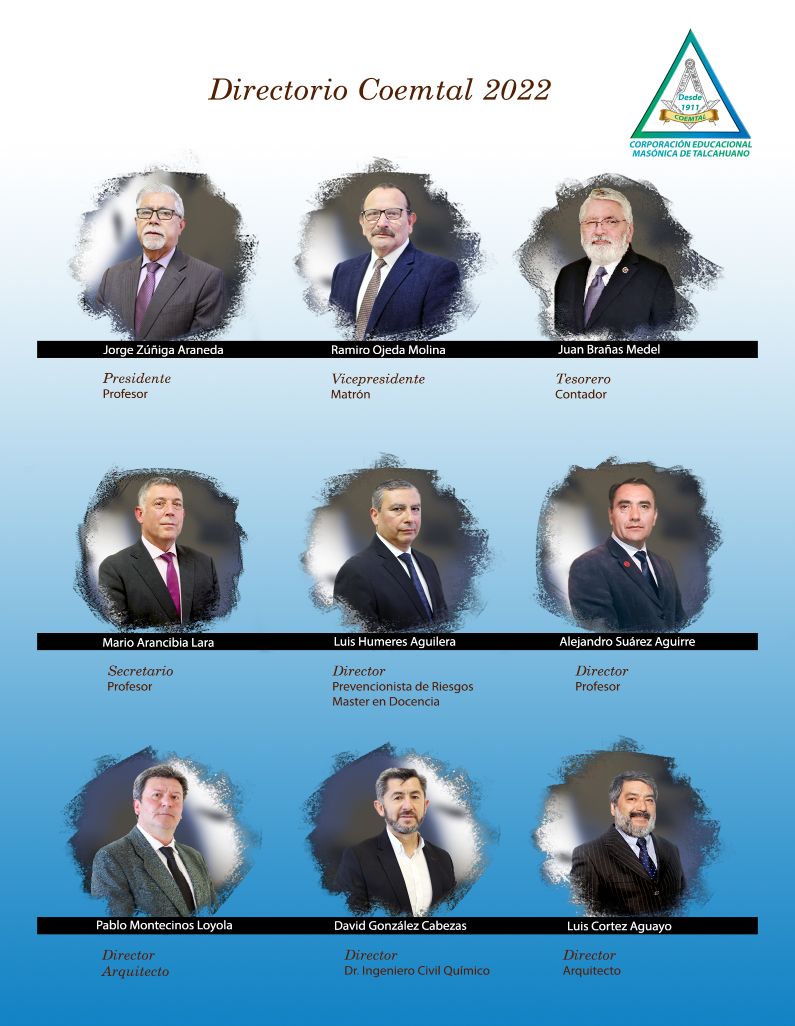 Directorio Coemtal 2022
Desde
1911
COEMTAL
CORPORACIÓN EDUCACIONAL
MASÓNICA DE TALCAHUANO
Jorge Zúñiga Araneda
Presidente
Profesor
Ramiro Ojeda Molina
Vicepresidente
Matrón
Juan Brañas Medel
Tesorero
Contador
Mario Arancibia Lara
Secretario
Profesor
Luis Humeres Aguilera
Director
Prevencionista de Riesgos
Master en Docencia
Alejandro Suárez Aguirre
Director
Profesor
Pablo Montecinos Loyola
Director
Arquitecto
David González Cabezas
Director
Dr. Ingeniero Civil Químico
Luis Cortez Aguayo
Director
Arquitecto